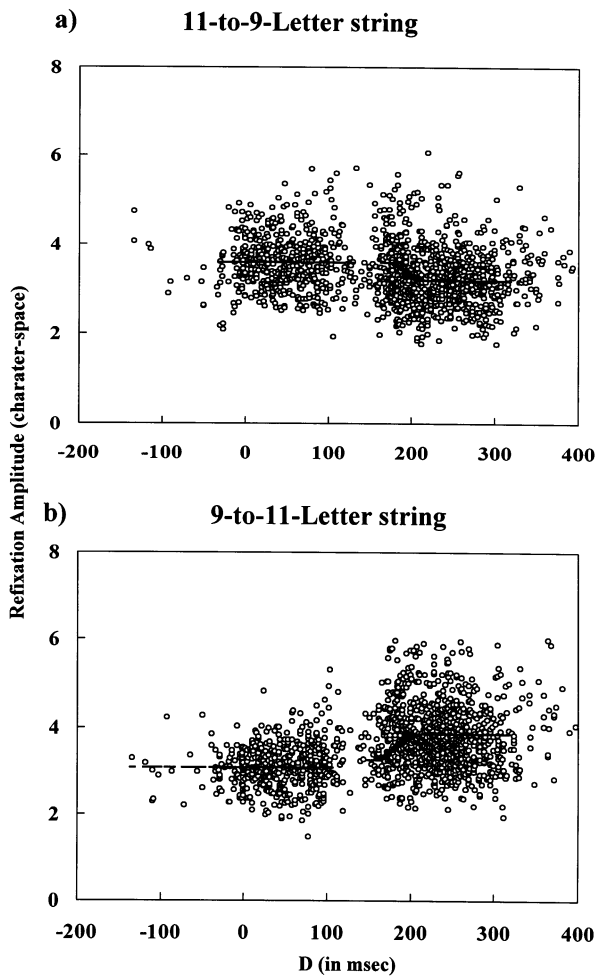 a) 11-to-9-Letter string
8
6
4
2
0
-200 -100 0 100 200 300 400
Refixation Amplitude (charater-space)
b) 9-to-11-Letter string
8
6
4
2
0
-200 -100 0 100 200 300 400
D (in msec)